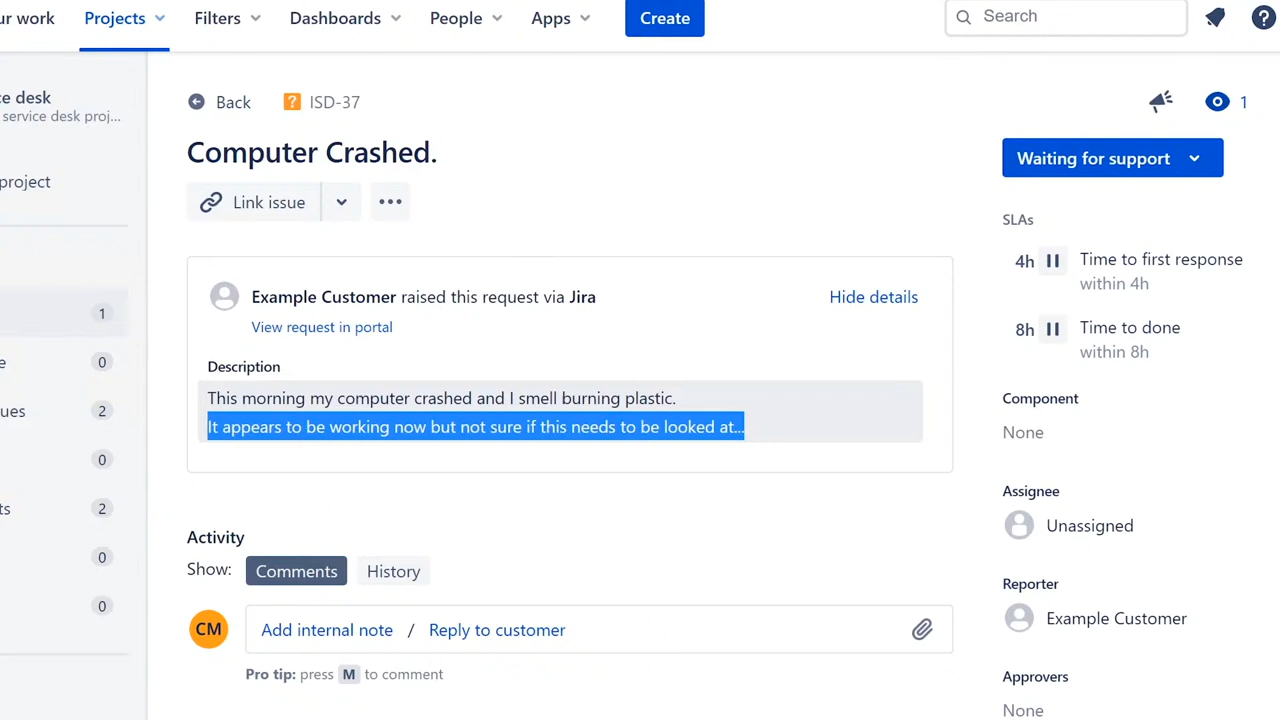 ur work Projects Filters Dashboards People Apps Create Search
ce desk
service desk proj...
project
1
0
e
ues 2
0
ts 2
0
0
Back ISD-37
1
Computer Crashed.
Link issue
Example Customer raised this request via Jira Hide details
View request in portal
Description
This morning my computer crashed and I smell burning plastic.
It appears to be working now but not sure if this needs to be looked at...
Activity
Show: Comments History
CM Add internal note / Reply to customer
Pro tip: press M to comment
Waiting for support
SLAs
4h Time to first response
within 4h
8h Time to done
within 8h
Component
None
Assignee
Unassigned
Reporter
Example Customer
Approvers
None